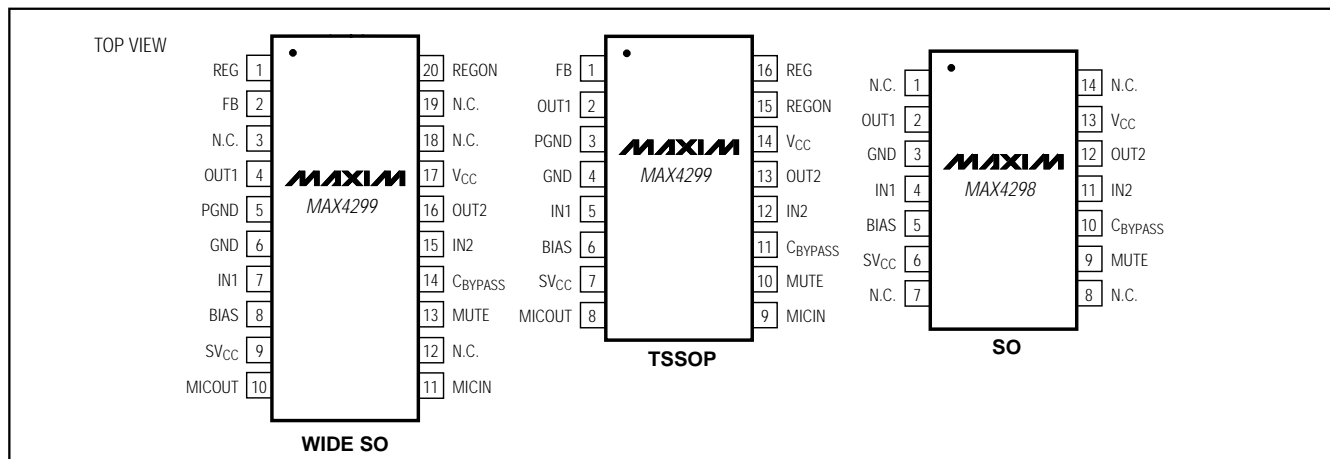 TOP VIEW
REG 1
FB 2
N.C. 3
OUT1 4
PGND 5
GND 6
IN1 7
BIAS 8
SVCC 9
MICOUT 10
MAXIM
MAX4299
20 REGON
19 N.C.
18 N.C.
17 VCC
16 OUT2
15 IN2
14 CBYPASS
13 MUTE
12 N.C.
11 MICIN
WIDE SO
FB 1
OUT1 2
PGND 3
GND 4
IN1 5
BIAS 6
SVCC 7
MICOUT 8
MAXIM
MAX4299
16 REG
15 REGON
14 VCC
13 OUT2
12 IN2
11 CBYPASS
10 MUTE
9 MICIN
TSSOP
N.C. 1
OUT1 2
GND 3
IN1 4
BIAS 5
SVCC 6
N.C. 7
MAXIM
MAX4298
14 N.C.
13 VCC
12 OUT2
11 IN2
10 CBYPASS
9 MUTE
8 N.C.
SO